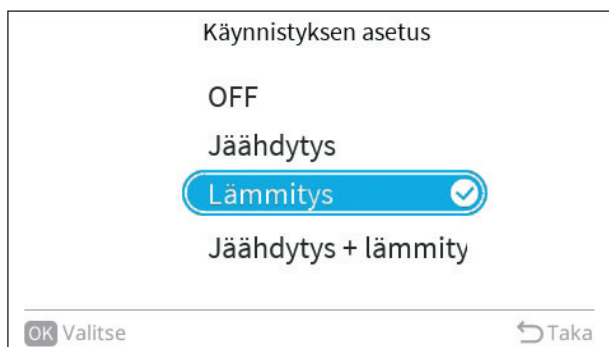 Käynnistyksen asetus
OFF
Jäähdytys
Lämmitys
Jäähdytys + lämmity
OK Valitse
Taka